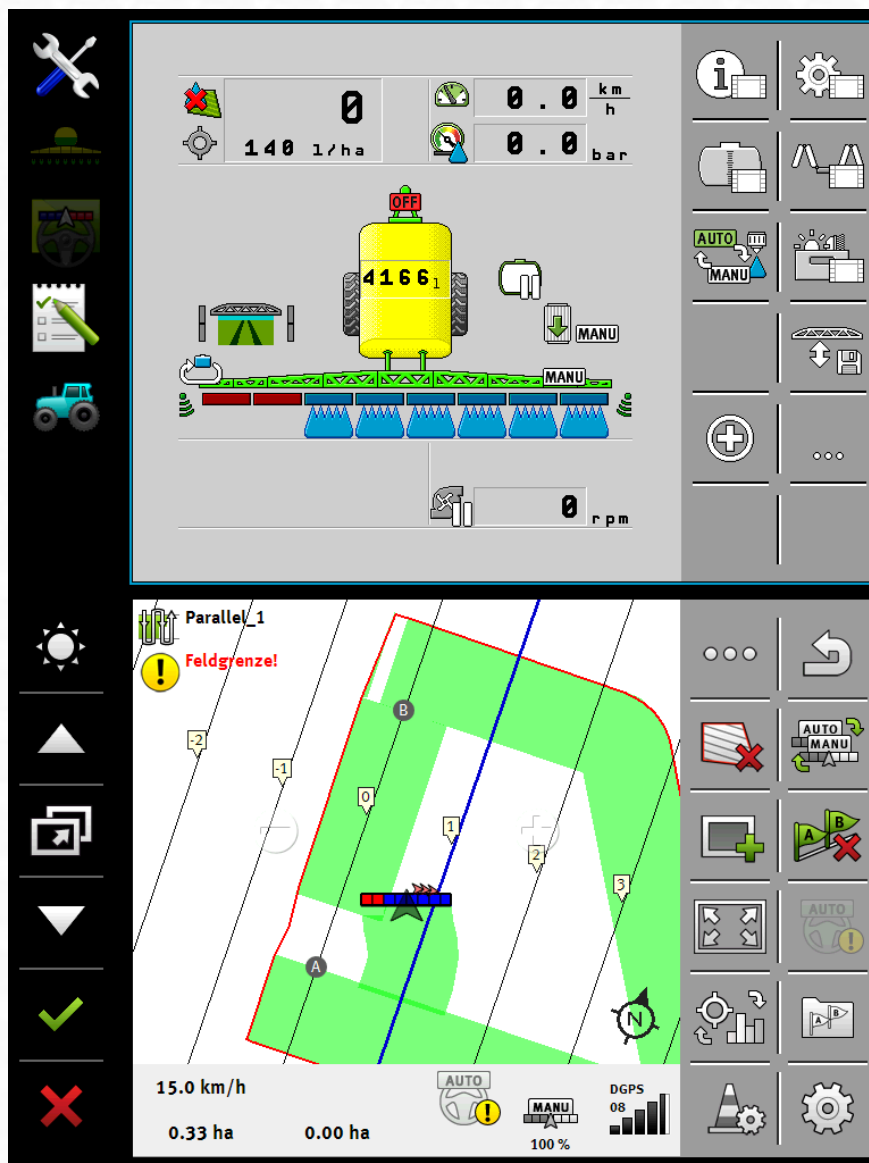 0
140 l/ha
0.0 km/h
0.0 bar
OFF
4166 l
MANU
MANU
AUTO
MANU
0 rpm
Parallel_1
Feldgrenze!
B
-2
-1
0
1
2
3
A
N
AUTO
MANU
A B
AUTO
A B
15.0 km/h
0.33 ha
0.00 ha
AUTO
MANU
100 %
DGPS
08